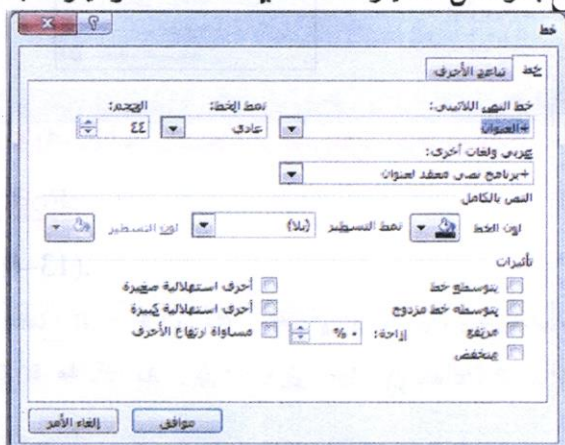 خط
خط تباعد الأحرف
خط النص اللاتيني: نمط الخط: الحجم:
+العنوان عادي ٤٤
عربي ولغات أخرى:
+برنامج نصي معقد لعنوان
النص بالكامل
لون الخط نمط التسطير (بلا) لون التسطير
تأثيرات
يتوسطه خط أحرف استهلالية صغيرة
يتوسطه خط مزدوج أحرف استهلالية كبيرة
مرتفع إزاحة: ٠ % مساواة ارتفاع الأحرف
منخفض
موافق إلغاء الأمر